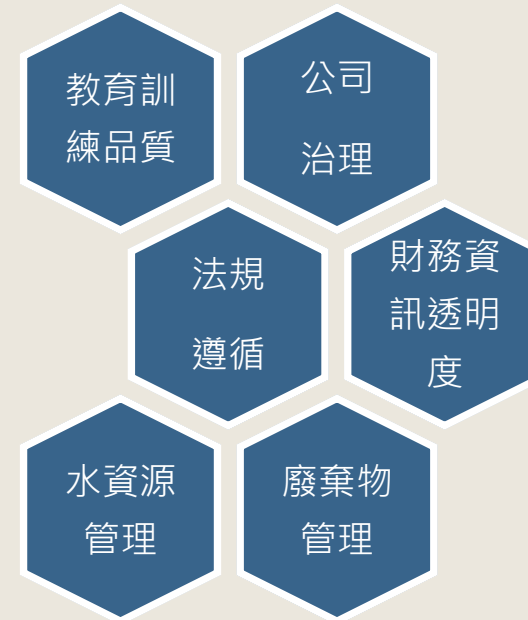 教育訓
練品質
公司
治理
法規
遵循
財務資
訊透明
度
水資源
管理
廢棄物
管理